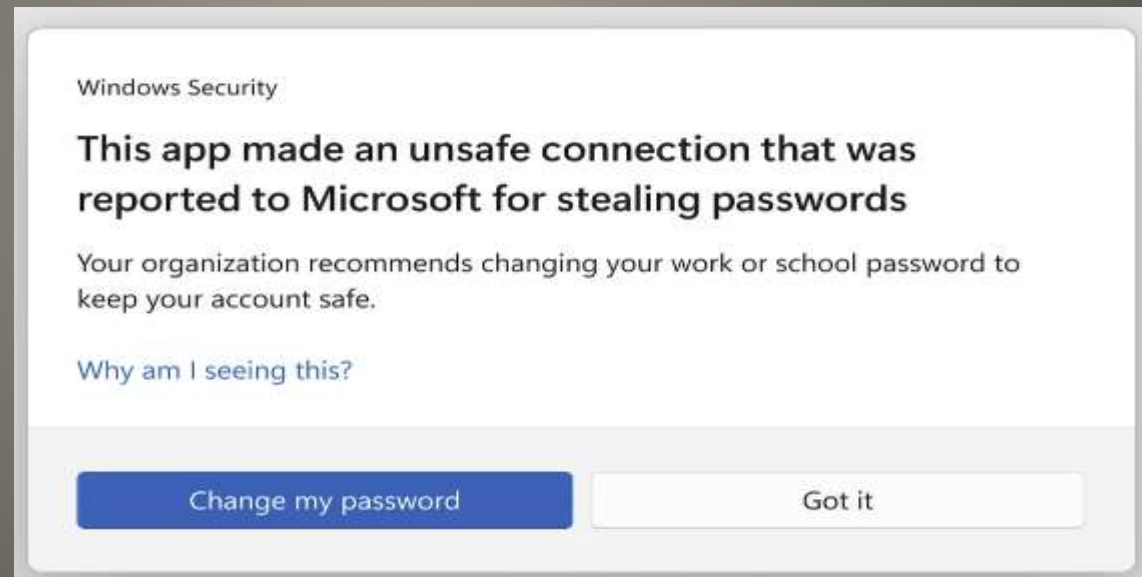 Windows Security
This app made an unsafe connection that was
reported to Microsoft for stealing passwords
Your organization recommends changing your work or school password to
keep your account safe.
Why am I seeing this?
Change my password
Got it